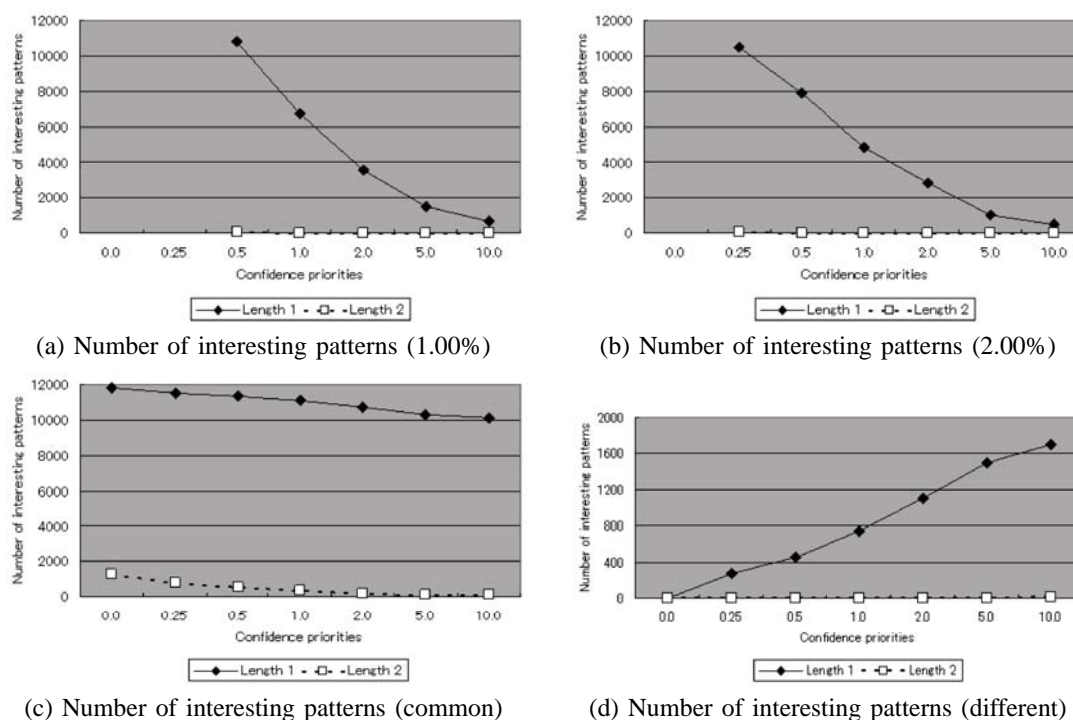 12000
10000
8000
6000
4000
2000
0
Number of interesting patterns
0.0 0.25 0.5 1.0 2.0 5.0 10.0
Confidence priorities
Length 1 Length 2
(a) Number of interesting patterns (1.00%)
12000
10000
8000
6000
4000
2000
0
Number of interesting patterns
0.0 0.25 0.5 1.0 2.0 5.0 10.0
Confidence priorities
Length 1 Length 2
(b) Number of interesting patterns (2.00%)
12000
10000
8000
6000
4000
2000
0
Number of interesting patterns
0.0 0.25 0.5 1.0 2.0 5.0 10.0
Confidence priorities
Length 1 Length 2
(c) Number of interesting patterns (common)
2000
1600
1200
800
400
0
Number of interesting patterns
0.0 0.25 0.5 1.0 2.0 5.0 10.0
Confidence priorities
Length 1 Length 2
(d) Number of interesting patterns (different)